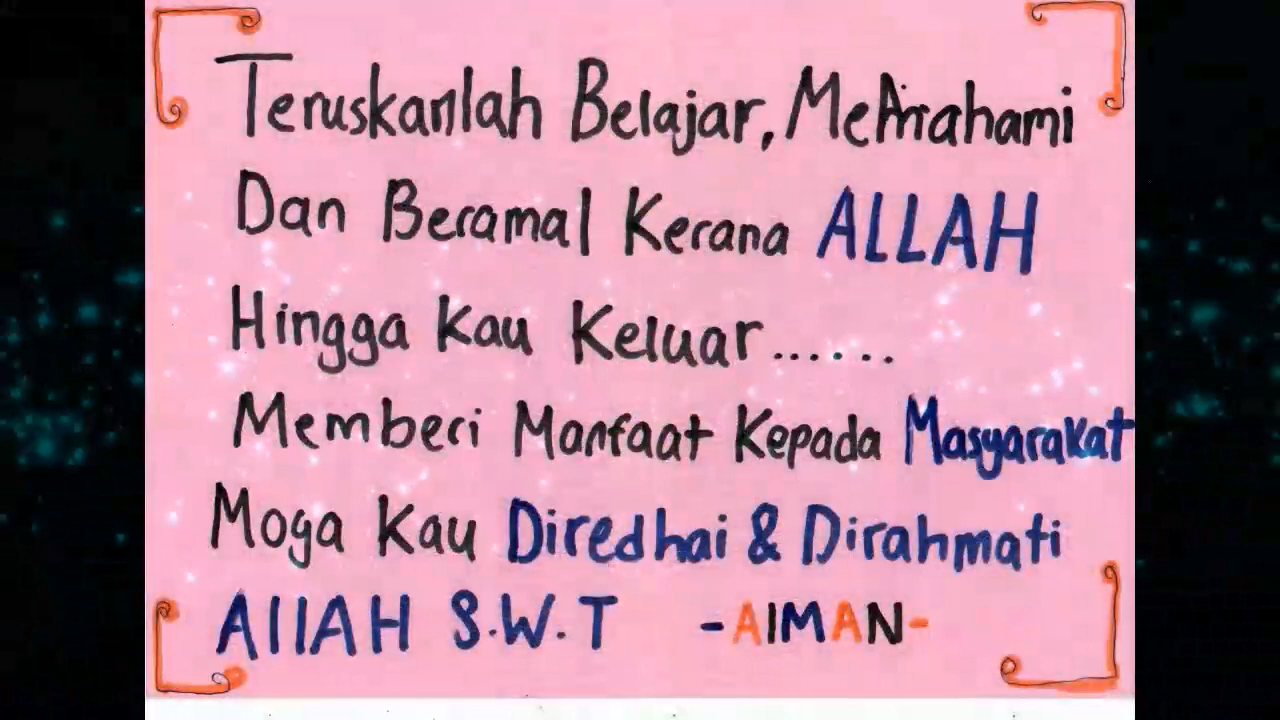 Teruskanlah Belajar, Memahami
Dan Beramal Kerana ALLAH
Hingga Kau Keluar......
Memberi Manfaat Kepada Masyarakat
Moga Kau Diredhai & Dirahmati
AllAH S.W.T -AIMAN-